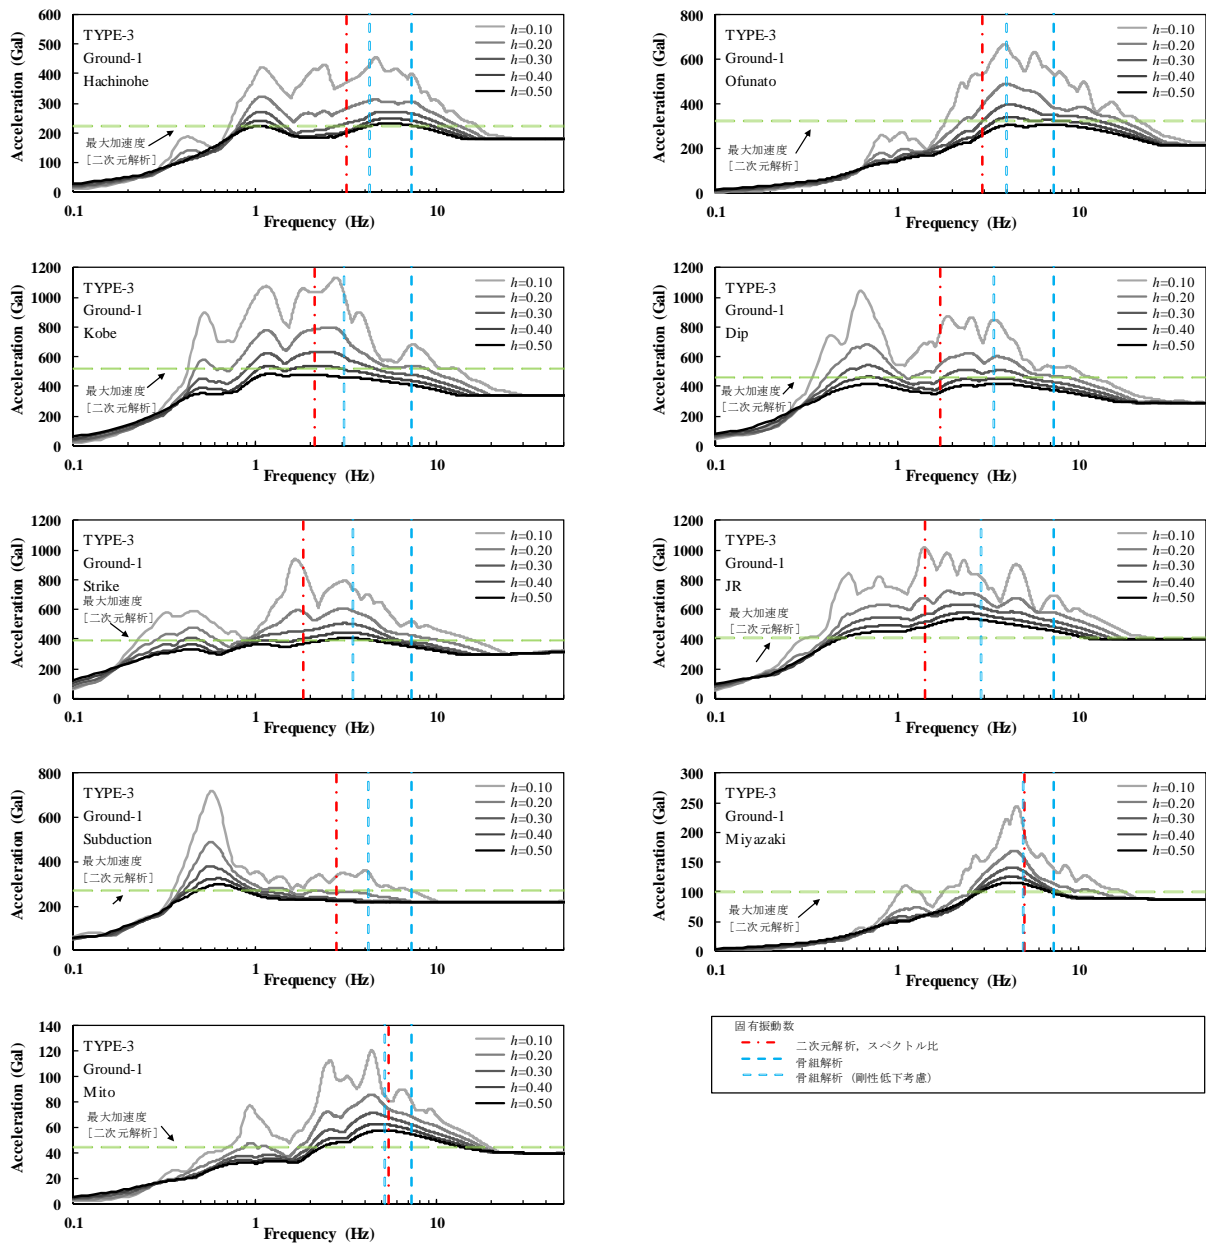 Acceleration (Gal)
600
500
400
300
200
100
0
TYPE-3
Ground-1
Hachinohe
最大加速度
[二次元解析]
h=0.10
h=0.20
h=0.30
h=0.40
h=0.50
0.1
1
10
Frequency (Hz)
Acceleration (Gal)
800
600
400
200
0
TYPE-3
Ground-1
Ofunato
最大加速度
[二次元解析]
h=0.10
h=0.20
h=0.30
h=0.40
h=0.50
0.1
1
10
Frequency (Hz)
Acceleration (Gal)
1200
1000
800
600
400
200
0
TYPE-3
Ground-1
Kobe
最大加速度
[二次元解析]
h=0.10
h=0.20
h=0.30
h=0.40
h=0.50
0.1
1
10
Frequency (Hz)
Acceleration (Gal)
1200
1000
800
600
400
200
0
TYPE-3
Ground-1
Dip
最大加速度
[二次元解析]
h=0.10
h=0.20
h=0.30
h=0.40
h=0.50
0.1
1
10
Frequency (Hz)
Acceleration (Gal)
1200
1000
800
600
400
200
0
TYPE-3
Ground-1
Strike
最大加速度
[二次元解析]
h=0.10
h=0.20
h=0.30
h=0.40
h=0.50
0.1
1
10
Frequency (Hz)
Acceleration (Gal)
1200
1000
800
600
400
200
0
TYPE-3
Ground-1
JR
最大加速度
[二次元解析]
h=0.10
h=0.20
h=0.30
h=0.40
h=0.50
0.1
1
10
Frequency (Hz)
Acceleration (Gal)
800
600
400
200
0
TYPE-3
Ground-1
Subduction
最大加速度
[二次元解析]
h=0.10
h=0.20
h=0.30
h=0.40
h=0.50
0.1
1
10
Frequency (Hz)
Acceleration (Gal)
300
250
200
150
100
50
0
TYPE-3
Ground-1
Miyazaki
最大加速度
[二次元解析]
h=0.10
h=0.20
h=0.30
h=0.40
h=0.50
0.1
1
10
Frequency (Hz)
Acceleration (Gal)
140
120
100
80
60
40
20
0
TYPE-3
Ground-1
Mito
最大加速度
[二次元解析]
h=0.10
h=0.20
h=0.30
h=0.40
h=0.50
0.1
1
10
Frequency (Hz)
固有振動数
二次元解析, スペクトル比
骨組解析
骨組解析 (剛性低下考慮)